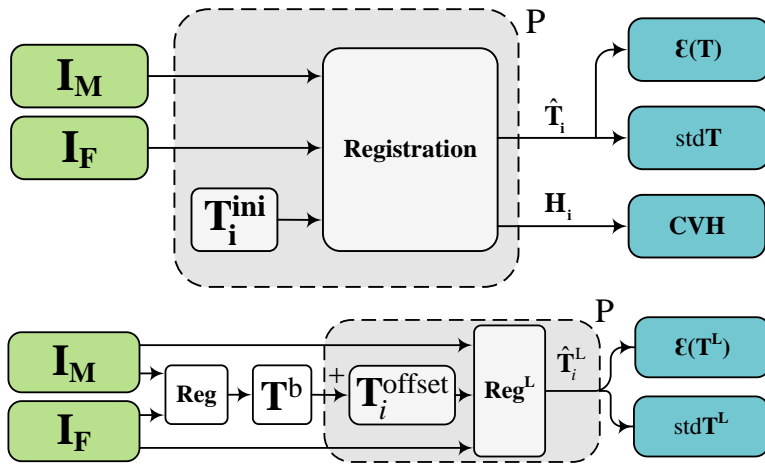 P
I_M
I_F
T_i^ini
Registration
T̂_i
H_i
Ɛ(T)
stdT
CVH
P
I_M
I_F
Reg
T^b
+
T_i^offset
Reg^L
T̂_i^L
Ɛ(T^L)
stdT^L